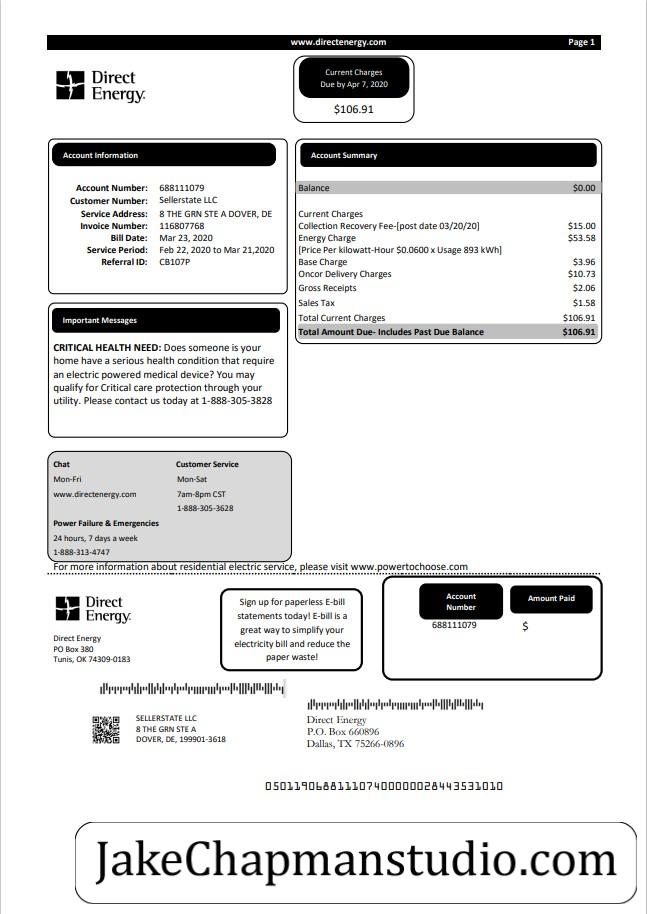 www.directenergy.com Page 1
Direct
Energy.
Current Charges
Due by Apr 7, 2020
$106.91
Account Information
Account Number: 688111079
Customer Number: Sellerstate LLC
Service Address: 8 THE GRN STE A DOVER, DE
Invoice Number: 116807768
Bill Date: Mar 23, 2020
Service Period: Feb 22, 2020 to Mar 21,2020
Referral ID: CB107P
Account Summary
Balance $0.00
Current Charges
Collection Recovery Fee-[post date 03/20/20] $15.00
Energy Charge $53.58
[Price Per kilowatt-Hour $0.0600 x Usage 893 kWh]
Base Charge $3.96
Oncor Delivery Charges $10.73
Gross Receipts $2.06
Sales Tax $1.58
Total Current Charges $106.91
Total Amount Due- Includes Past Due Balance $106.91
Important Messages
CRITICAL HEALTH NEED: Does someone is your
home have a serious health condition that require
an electric powered medical device? You may
qualify for Critical care protection through your
utility. Please contact us today at 1-888-305-3828
Chat
Mon-Fri
www.directenergy.com
Customer Service
Mon-Sat
7am-8pm CST
1-888-305-3628
Power Failure & Emergencies
24 hours, 7 days a week
1-888-313-4747
For more information about residential electric service, please visit www.powertochoose.com
Direct
Energy.
Direct Energy
PO Box 380
Tunis, OK 74309-0183
Sign up for paperless E-bill
statements today! E-bill is a
great way to simplify your
electricity bill and reduce the
paper waste!
Account
Number
688111079
Amount Paid
$
SELLERSTATE LLC
8 THE GRN STE A
DOVER, DE, 199901-3618
Direct Energy
P.O. Box 660896
Dallas, TX 75266-0896
0501190688111074000000028443531010
JakeChapmanstudio.com